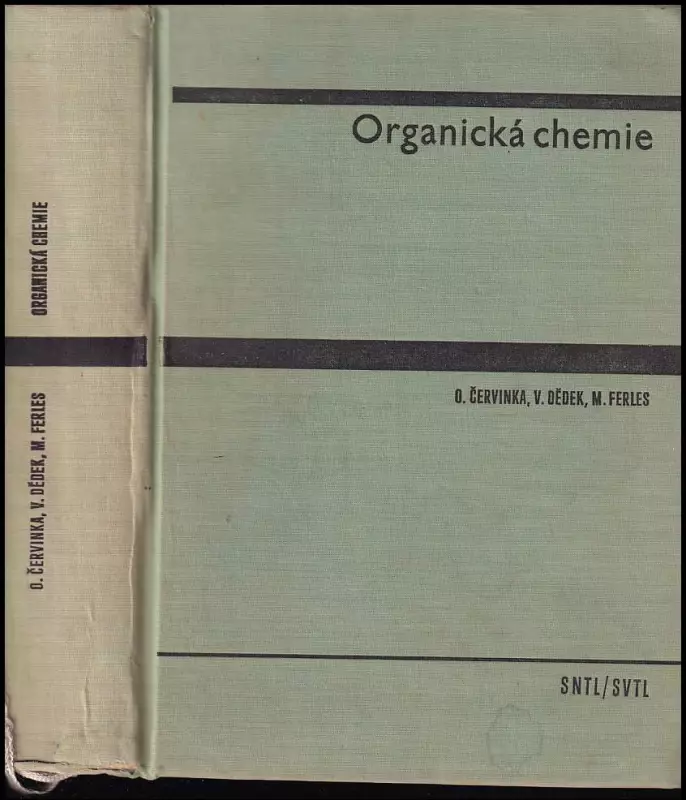 Organická chemie
O. ČERVINKA, V. DĚDEK, M. FERLES
SNTL/SVTL
ORGANICKÁ CHEMIE
O. ČERVINKA, V. DĚDEK, M. FERLES